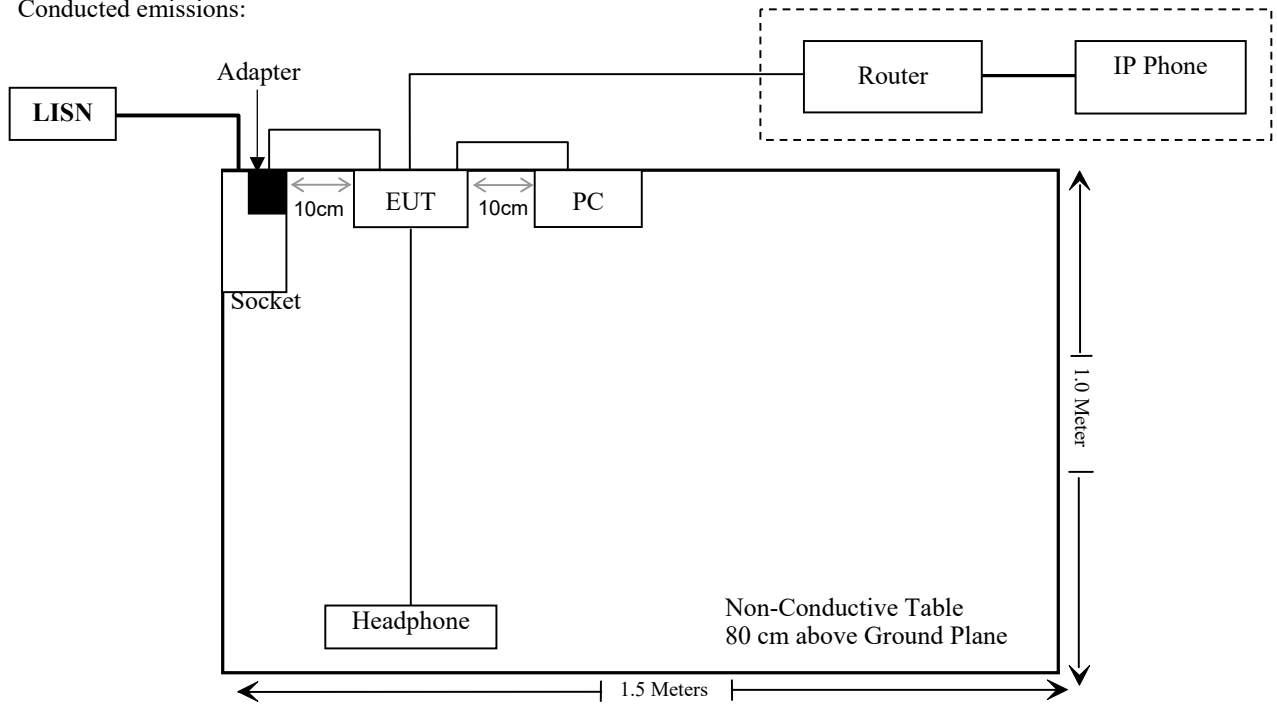 Conducted emissions:
Adapter
LISN
Router
IP Phone
10cm
EUT
10cm
PC
Socket
1.0 Meter
Headphone
Non-Conductive Table
80 cm above Ground Plane
1.5 Meters